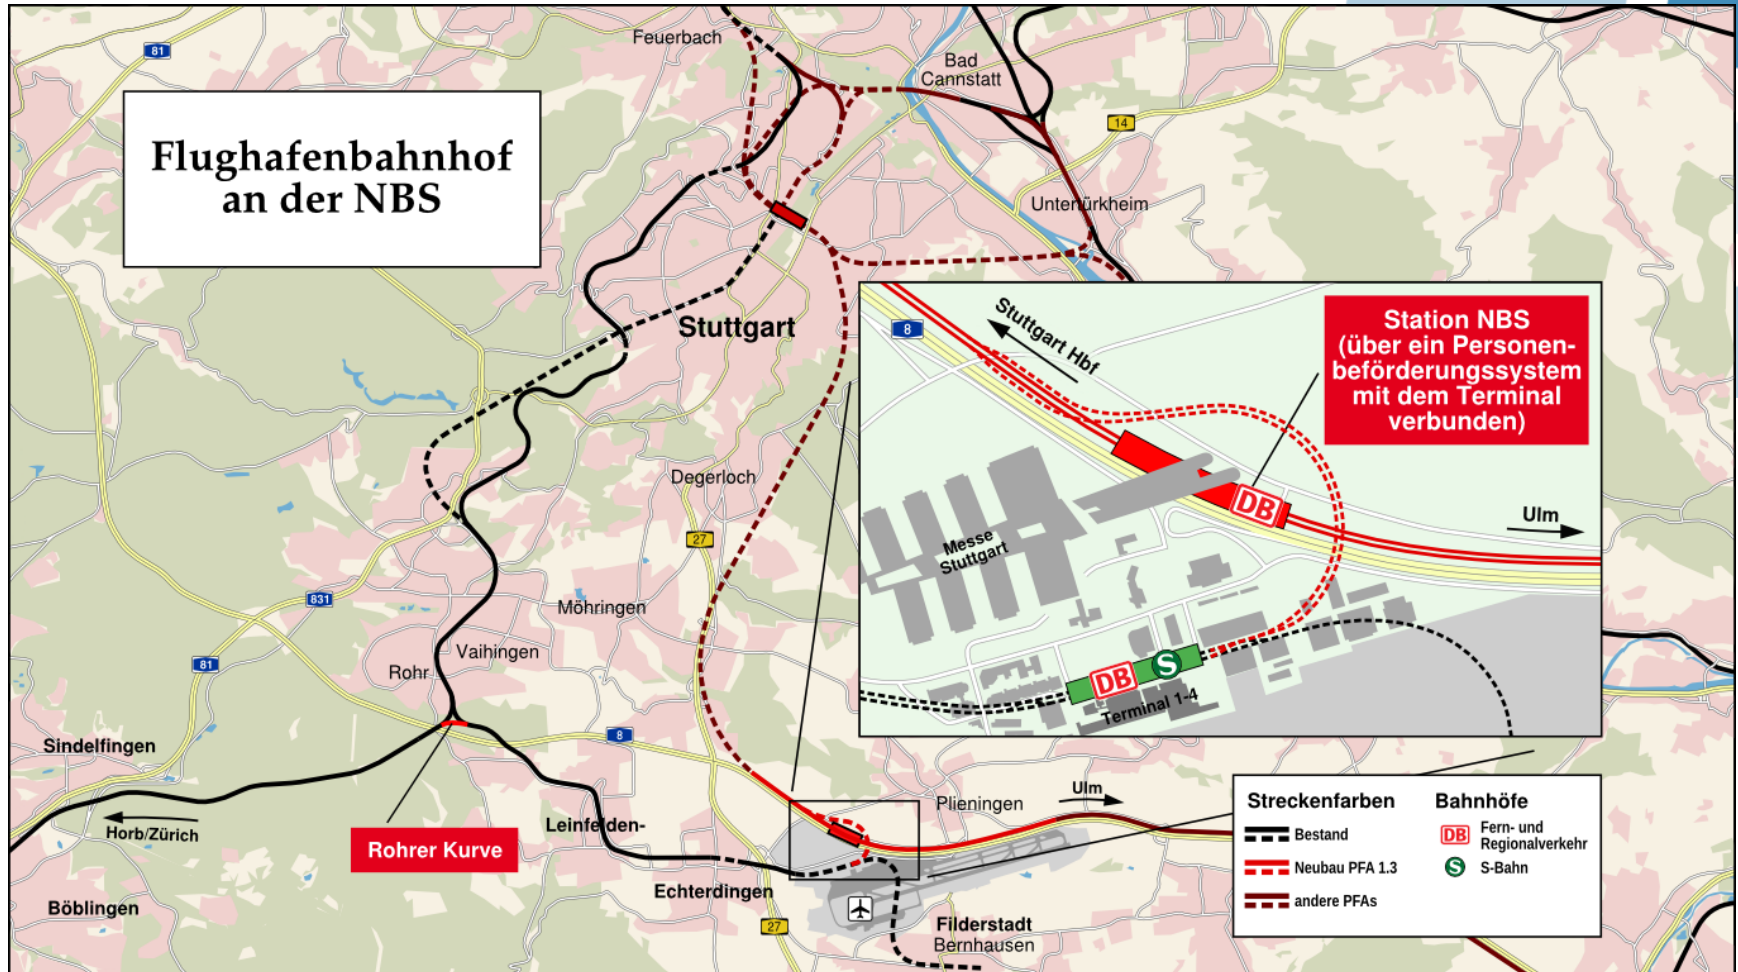 Feuerbach
81
Bad
Cannstatt
14
Flughafenbahnhof
an der NBS
Untertürkheim
Stuttgart
8
Stuttgart Hbf
Station NBS
(über ein Personen-
beförderungssystem
mit dem Terminal
verbunden)
DB
Ulm
Messe
Stuttgart
DB
S
Terminal 1-4
Degerloch
27
831
Möhringen
Vaihingen
81
Rohr
Sindelfingen
8
Horb/Zürich
Rohrer Kurve
Leinfelden-
Echterdingen
Böblingen
27
Plieningen
Ulm
Filderstadt
Bernhausen
Streckenfarben
Bestand
Neubau PFA 1.3
andere PFAs
Bahnhöfe
DB Fern- und
Regionalverkehr
S S-Bahn